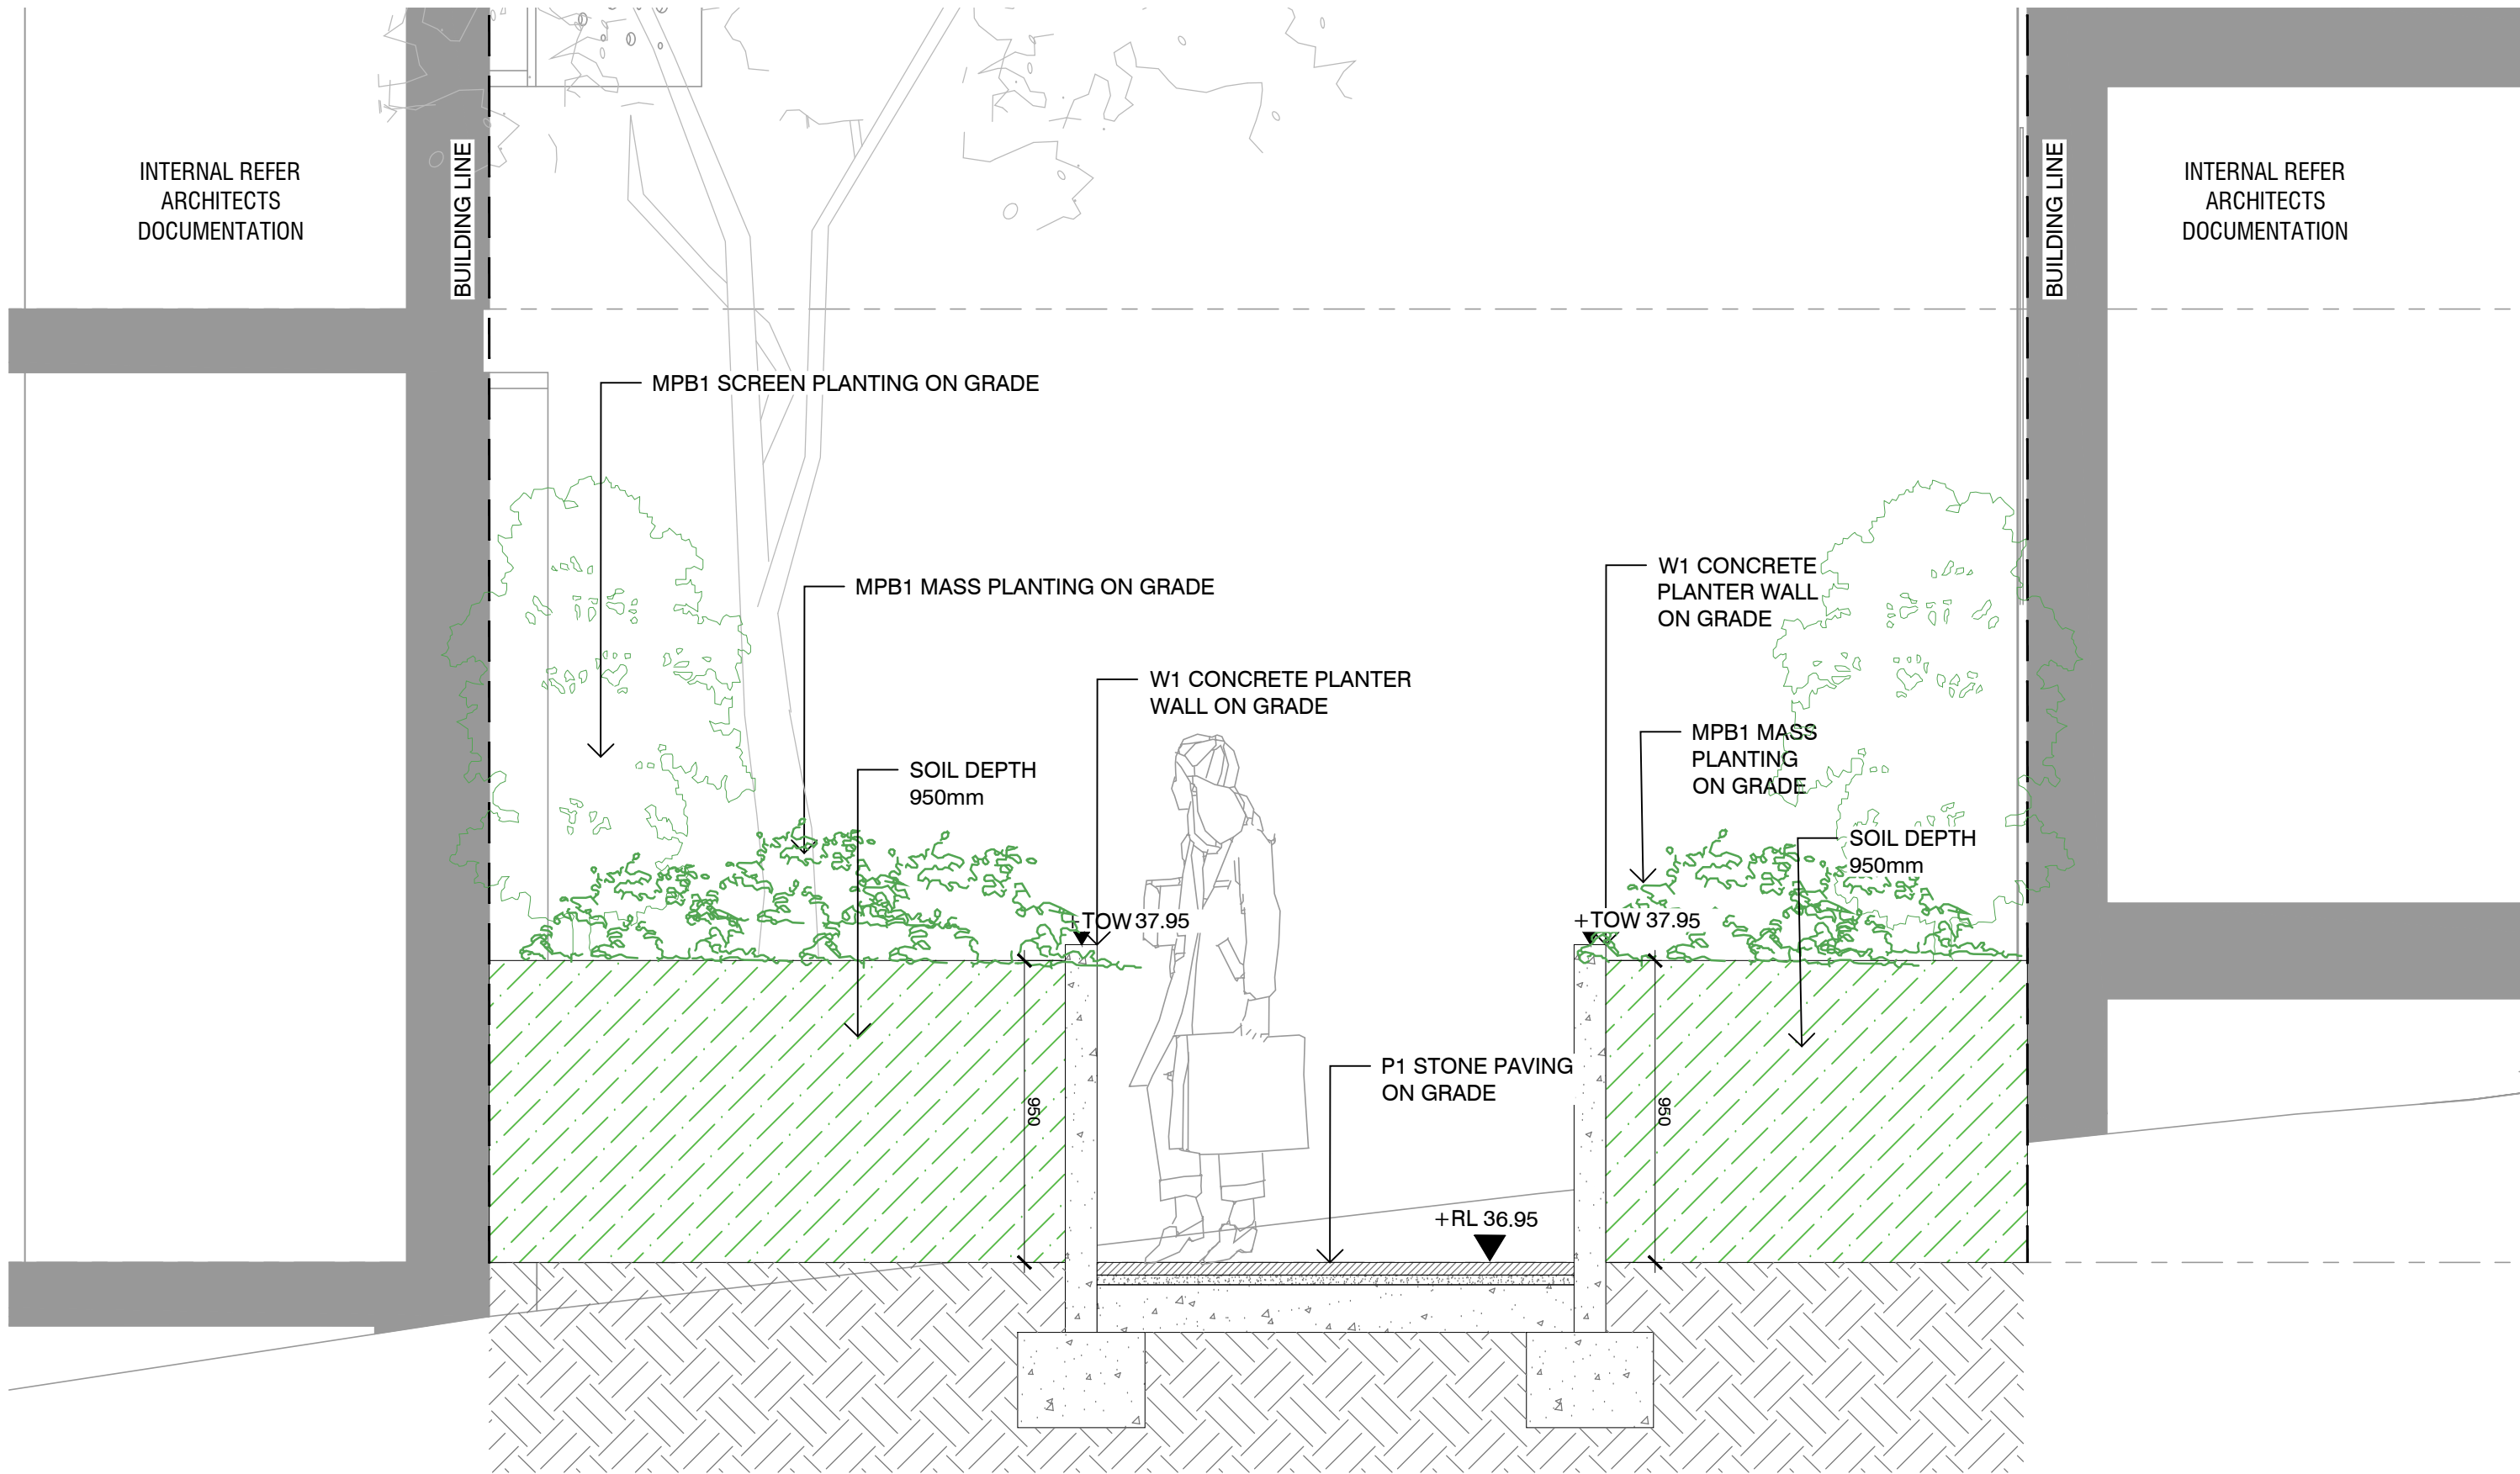 INTERNAL REFER
ARCHITECTS
DOCUMENTATION
BUILDING LINE
BUILDING LINE
INTERNAL REFER
ARCHITECTS
DOCUMENTATION
MPB1 SCREEN PLANTING ON GRADE
MPB1 MASS PLANTING ON GRADE
W1 CONCRETE
PLANTER WALL
ON GRADE
W1 CONCRETE PLANTER
WALL ON GRADE
MPB1 MASS
PLANTING
ON GRADE
SOIL DEPTH
950mm
SOIL DEPTH
950mm
+TOW 37.95
+TOW 37.95
P1 STONE PAVING
ON GRADE
950
950
+RL 36.95